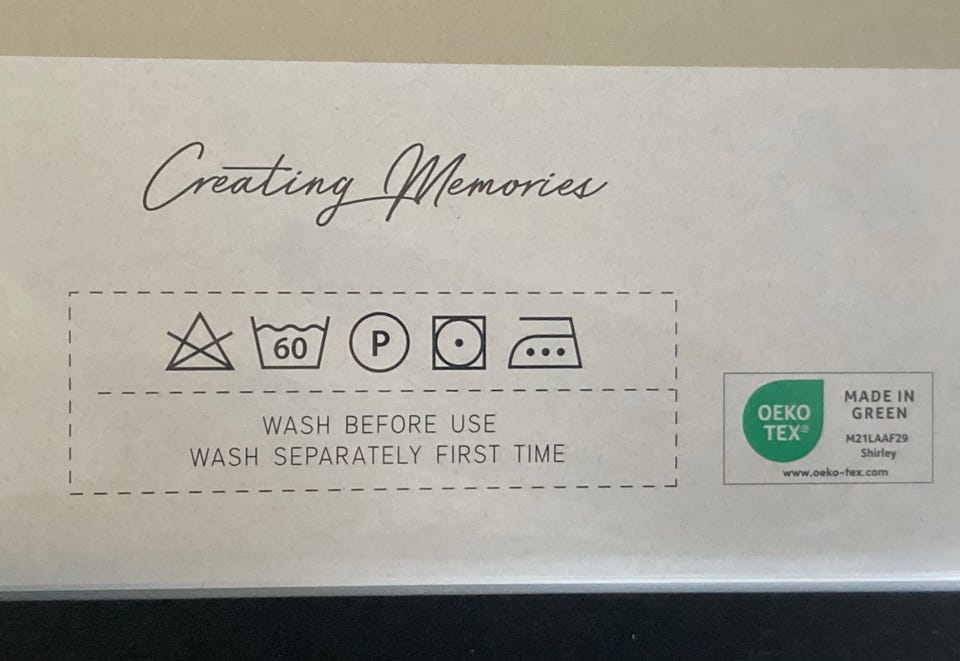 Creating Memories
60 P
WASH BEFORE USE
WASH SEPARATELY FIRST TIME
OEKO
TEX®
MADE IN
GREEN
M21LAAF29
Shirley
www.oeko-tex.com